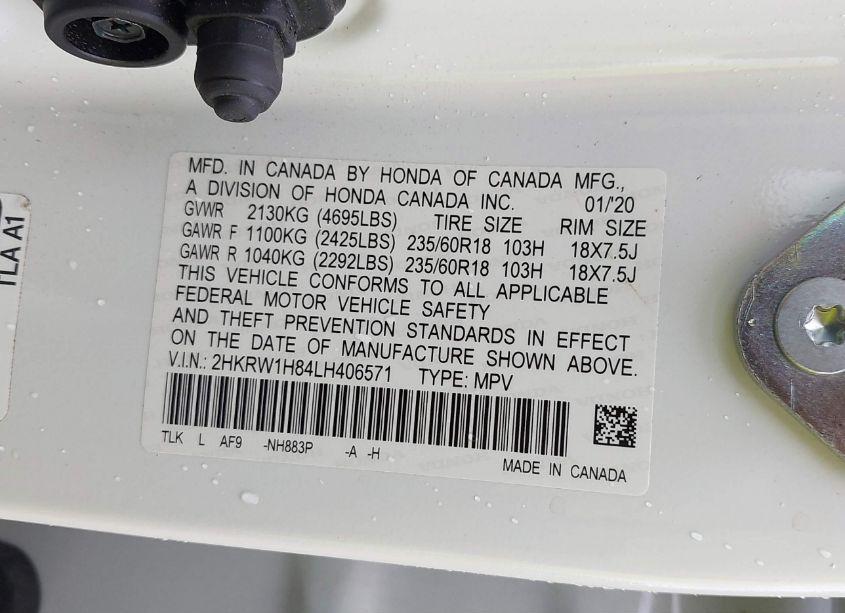 MFD. IN CANADA BY HONDA OF CANADA MFG.,
A DIVISION OF HONDA CANADA INC. 01/'20
GVWR 2130KG (4695LBS) TIRE SIZE RIM SIZE
GAWR F 1100KG (2425LBS) 235/60R18 103H 18X7.5J
GAWR R 1040KG (2292LBS) 235/60R18 103H 18X7.5J
THIS VEHICLE CONFORMS TO ALL APPLICABLE
FEDERAL MOTOR VEHICLE SAFETY
AND THEFT PREVENTION STANDARDS IN EFFECT
ON THE DATE OF MANUFACTURE SHOWN ABOVE.
V.I.N.: 2HKRW1H84LH406571 TYPE: MPV
TLK L AF9 -NH883P -A -H
MADE IN CANADA
TLA A1